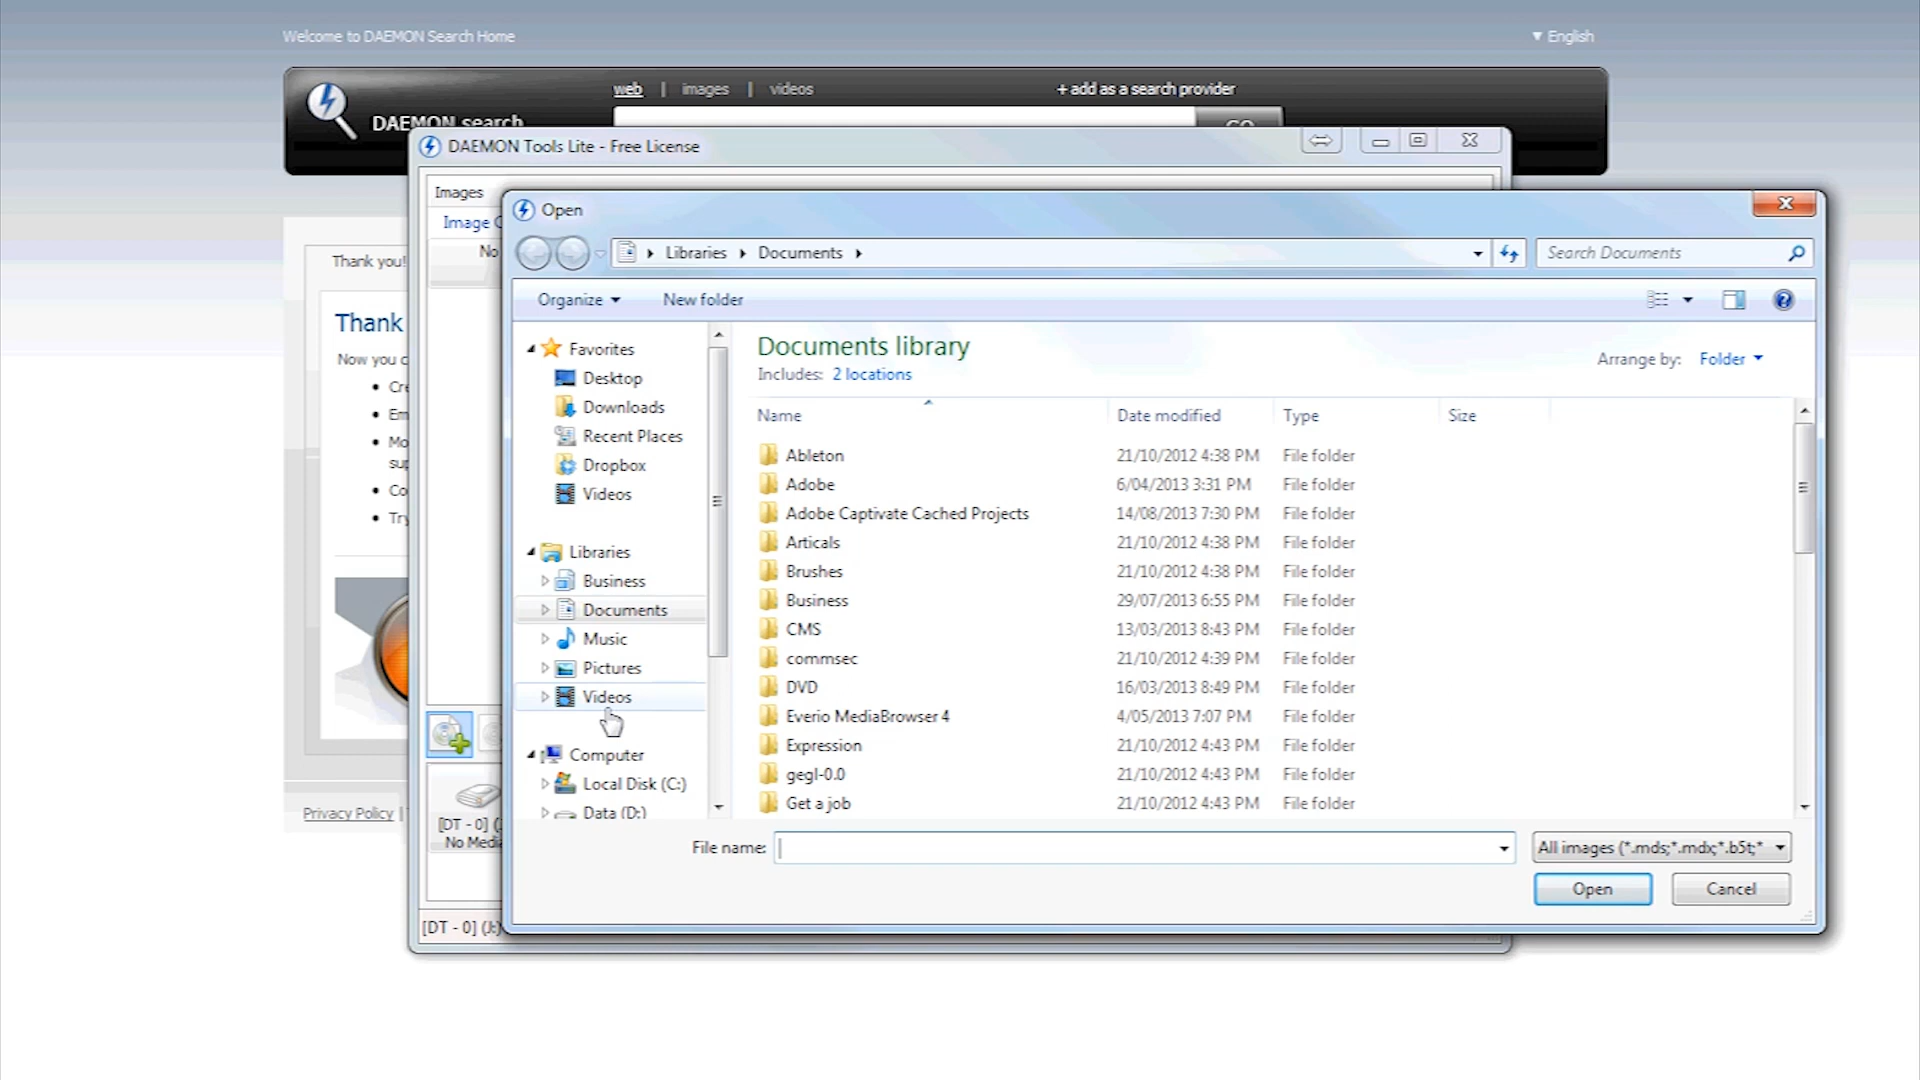 Welcome to DAEMON Search Home
▼ English
web | images | videos
+ add as a search provider
DAEMON search
GO
DAEMON Tools Lite - Free License
Images
Image
No
Thank you!
Thank
Now you
Privacy Policy |
[DT - 0]
No Media
[DT - 0] (J:)
Open
Libraries
Documents
Search Documents
Organize
New folder
Favorites
Desktop
Downloads
Recent Places
Dropbox
Videos
Libraries
Business
Documents
Music
Pictures
Videos
Computer
Local Disk (C:)
Data (D:)
Documents library
Includes: 2 locations
Arrange by: Folder
Name Date modified Type Size
Ableton 21/10/2012 4:38 PM File folder
Adobe 6/04/2013 3:31 PM File folder
Adobe Captivate Cached Projects 14/08/2013 7:30 PM File folder
Articals 21/10/2012 4:38 PM File folder
Brushes 21/10/2012 4:38 PM File folder
Business 29/07/2013 6:55 PM File folder
CMS 13/03/2013 8:43 PM File folder
commsec 21/10/2012 4:39 PM File folder
DVD 16/03/2013 8:49 PM File folder
Everio MediaBrowser 4 4/05/2013 7:07 PM File folder
Expression 21/10/2012 4:43 PM File folder
gegl-0.0 21/10/2012 4:43 PM File folder
Get a job 21/10/2012 4:43 PM File folder
File name:
All images (*.mds;*.mdx;*.b5t;*
Open
Cancel